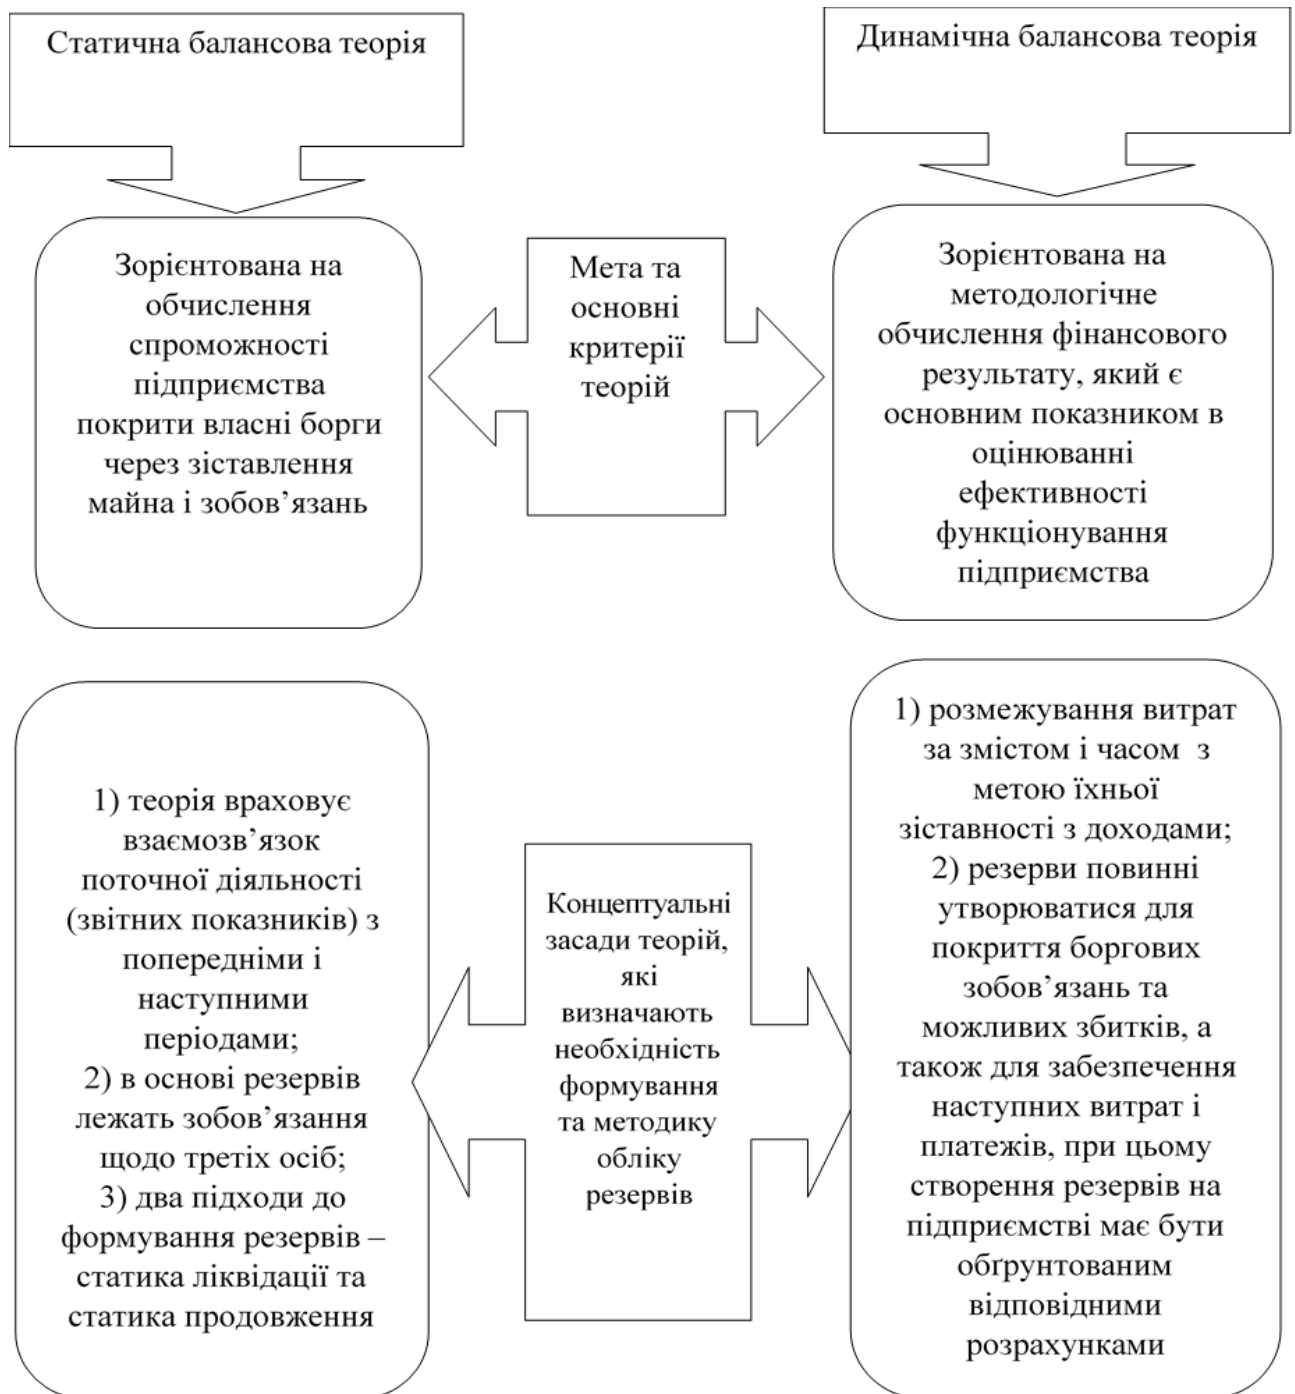 Статична балансова теорія
Динамічна балансова теорія
Зорієнтована на
обчислення
спроможності
підприємства
покрити власні борги
через зіставлення
майна і зобов’язань
Мета та
основні
критерії
теорій
Зорієнтована на
методологічне
обчислення фінансового
результату, який є
основним показником в
оцінюванні
ефективності
функціонування
підприємства
1) теорія враховує
взаємозв’язок
поточної діяльності
(звітних показників) з
попередніми і
наступними
періодами;
2) в основі резервів
лежать зобов’язання
щодо третіх осіб;
3) два підходи до
формування резервів –
статика ліквідації та
статика продовження
Концептуальні
засади теорій,
які
визначають
необхідність
формування
та методику
обліку
резервів
1) розмежування витрат
за змістом і часом з
метою їхньої
зіставності з доходами;
2) резерви повинні
утворюватися для
покриття боргових
зобов’язань та
можливих збитків, а
також для забезпечення
наступних витрат і
платежів, при цьому
створення резервів на
підприємстві має бути
обґрунтованим
відповідними
розрахунками